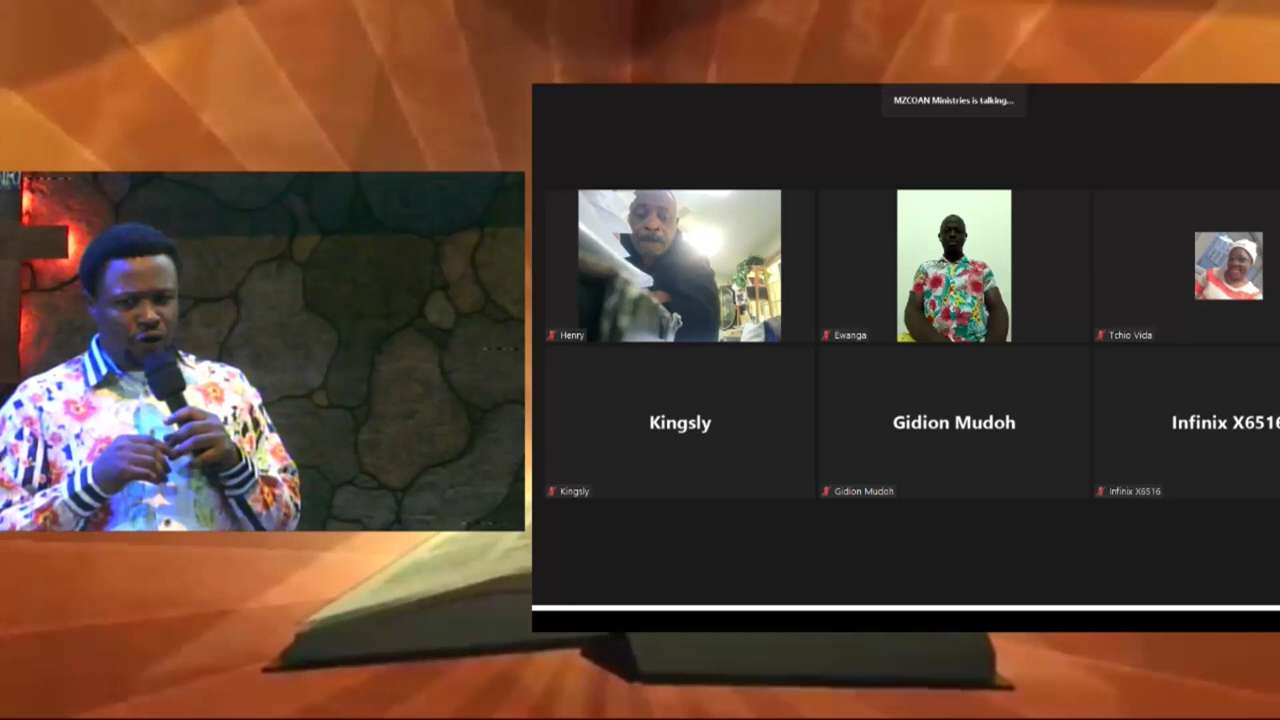 MZCOAN Ministries is talking...
Henry
Ewanga
Tchio Vida
Kingsly
Gidion Mudoh
Infinix X6516
Kingsly
Gidion Mudoh
Infinix X6516